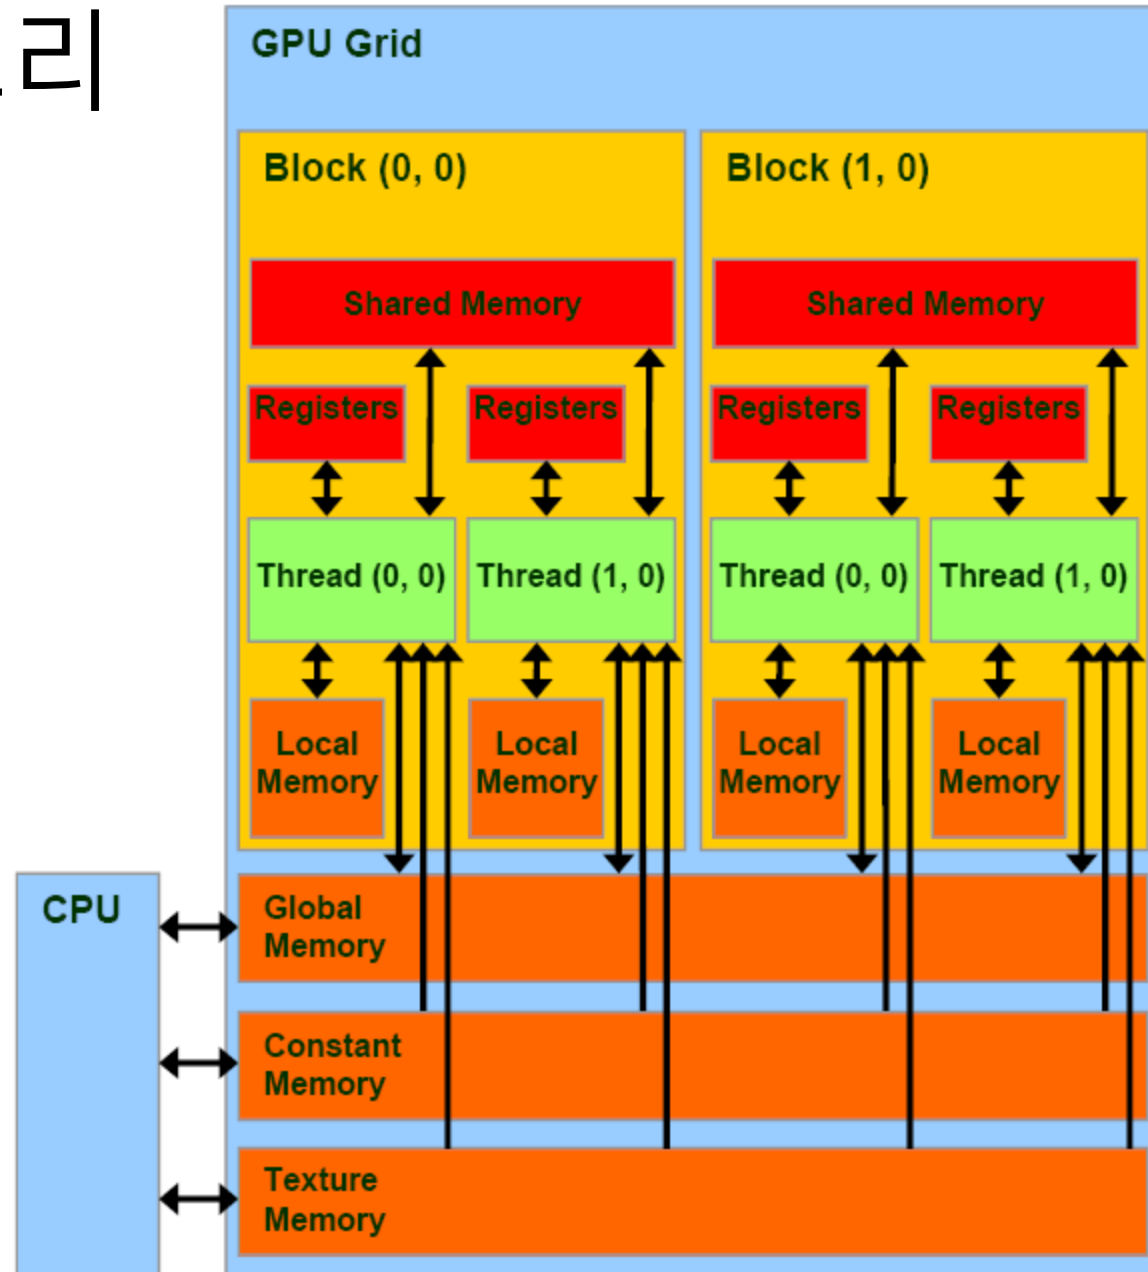 리
GPU Grid
Block (0, 0)
Block (1, 0)
Shared Memory
Shared Memory
Registers
Registers
Registers
Registers
Thread (0, 0)
Thread (1, 0)
Thread (0, 0)
Thread (1, 0)
Local
Memory
Local
Memory
Local
Memory
Local
Memory
CPU
Global
Memory
Constant
Memory
Texture
Memory